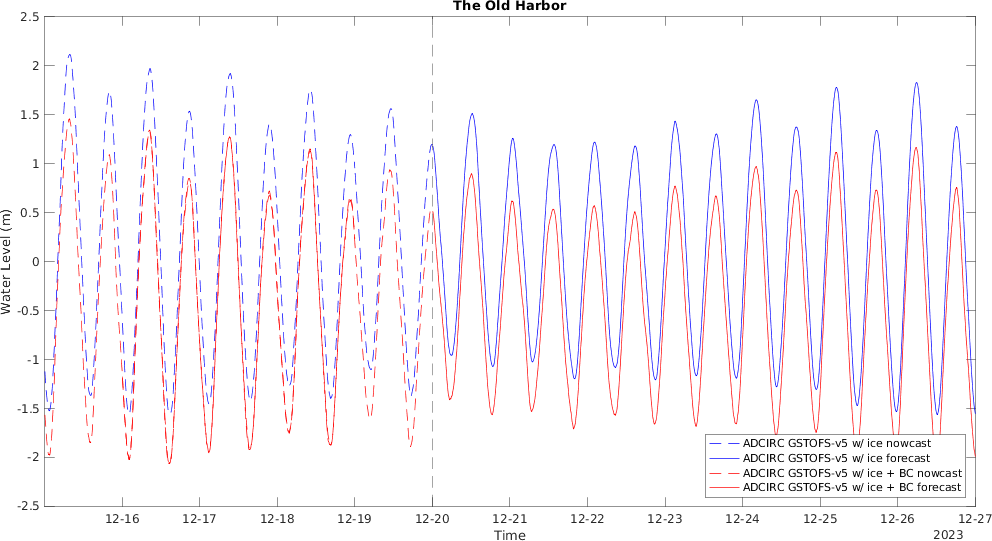 The Old Harbor
2.5
2
1.5
1
0.5
0
-0.5
-1
-1.5
-2
-2.5
Water Level (m)
ADCIRC GSTOFS-v5 w/ ice nowcast
ADCIRC GSTOFS-v5 w/ ice forecast
ADCIRC GSTOFS-v5 w/ ice + BC nowcast
ADCIRC GSTOFS-v5 w/ ice + BC forecast
12-16 12-17 12-18 12-19 12-20 12-21 12-22 12-23 12-24 12-25 12-26 12-27
Time
2023